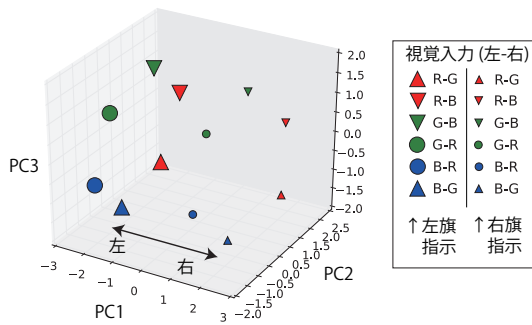 2.0
1.5
1.0
0.5
0.0
−0.5
−1.0
−1.5
−2.0
PC3
−3
−2
−1
0
1
2
3
PC1
−2.0
−1.5
−1.0
−0.5
0.0
0.5
1.0
1.5
2.0
2.5
PC2
左
右
視覚入力 (左-右)
R-G R-G
R-B R-B
G-B G-B
G-R G-R
B-R B-R
B-G B-G
↑左旗 ↑右旗
指示 指示